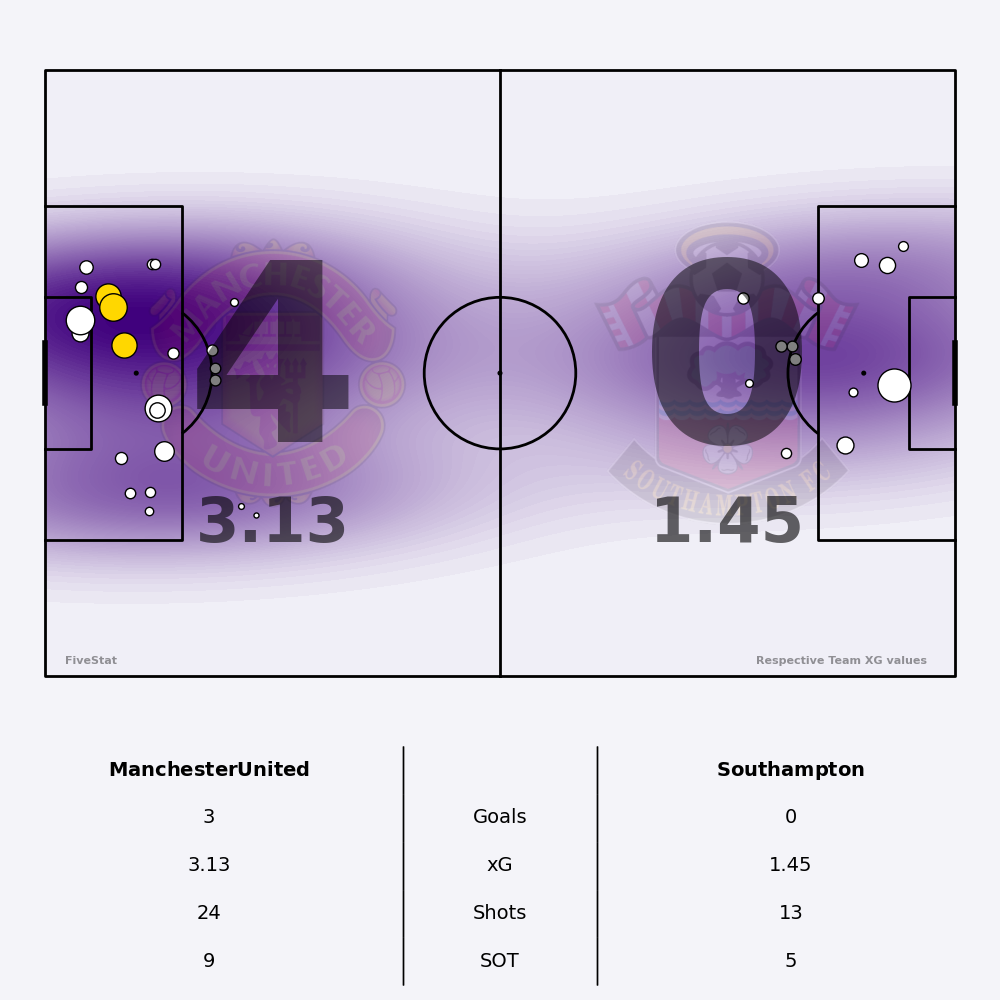 MANCHESTER
UNITED
4
3.13
SOUTHAMPTON FC
0
1.45
FiveStat
Respective Team XG values
ManchesterUnited Southampton
3 Goals 0
3.13 xG 1.45
24 Shots 13
9 SOT 5